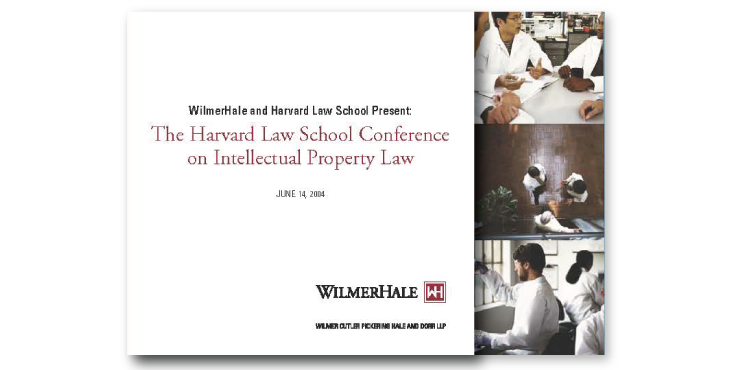 WilmerHale and Harvard Law School Present:
The Harvard Law School Conference
on Intellectual Property Law
JUNE 14, 2004
WILMERHALE WH
WILMER CUTLER PICKERING HALE AND DORR LLP